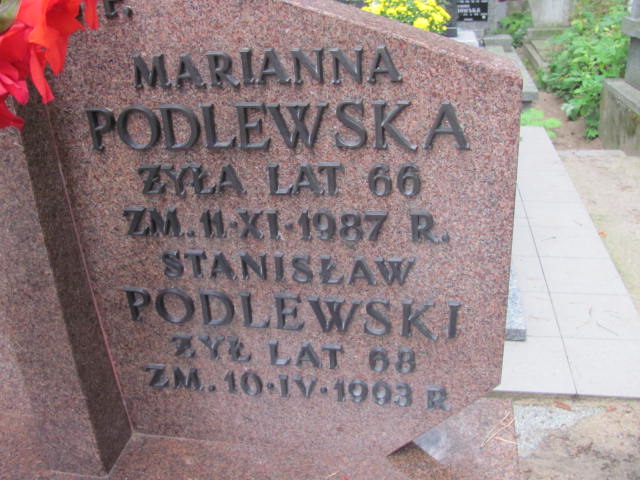 P.
MARIANNA
PODLEWSKA
ŻYŁA LAT 66
ZM. 11·XI·1987 R.
STANISŁAW
PODLEWSKI
ŻYŁ LAT 68
ZM. 10·IV·1993 R